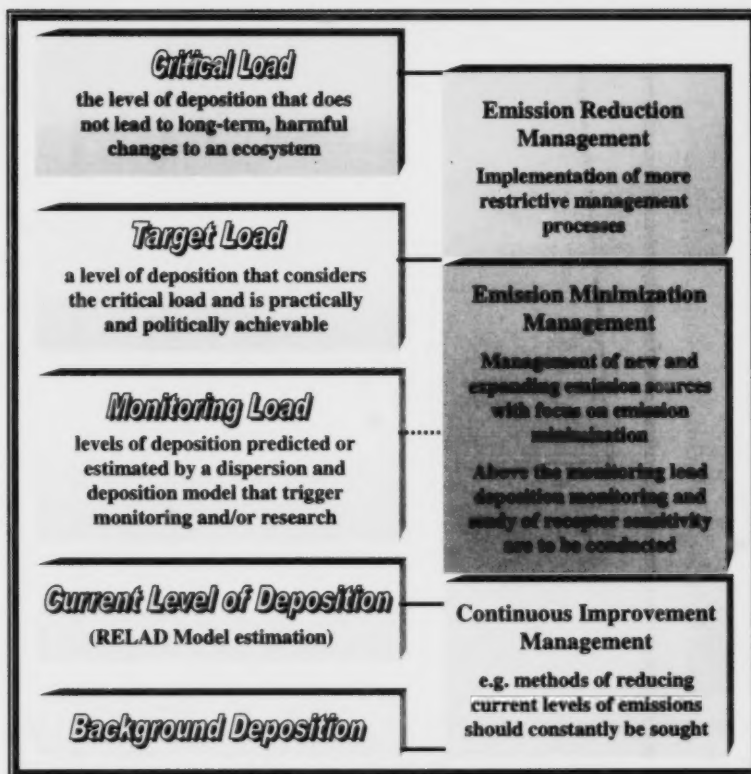 Critical Load
the level of deposition that does
not lead to long-term, harmful
changes to an ecosystem
Target Load
a level of deposition that considers
the critical load and is practically
and politically achievable
Monitoring Load
levels of deposition predicted or
estimated by a dispersion and
deposition model that trigger
monitoring and/or research
Current Level of Deposition
(RELAD Model estimation)
Background Deposition
Emission Reduction
Management
Implementation of more
restrictive management
processes
Emission Minimization
Management
Management of new and
expanding emission sources
with focus on emission
minimization
Above the monitoring load
deposition monitoring and
study of receptor sensitivity
are to be conducted
Continuous Improvement
Management
e.g. methods of reducing
current levels of emissions
should constantly be sought